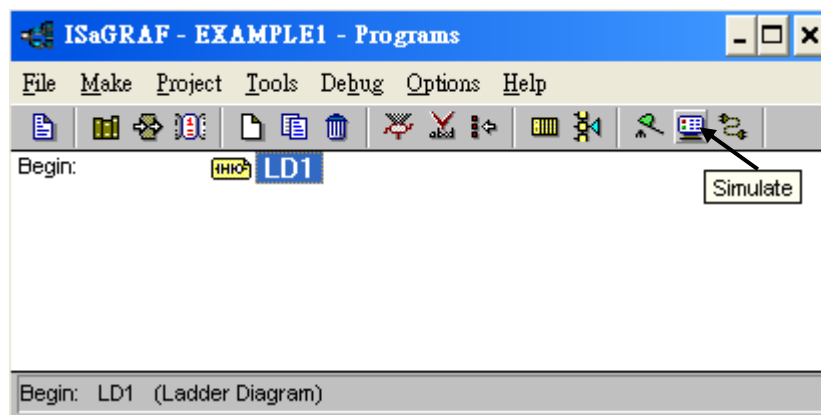 ISaGRAF - EXAMPLE1 - Programs
File Make Project Tools Debug Options Help
Begin: LD1
Simulate
Begin: LD1 (Ladder Diagram)